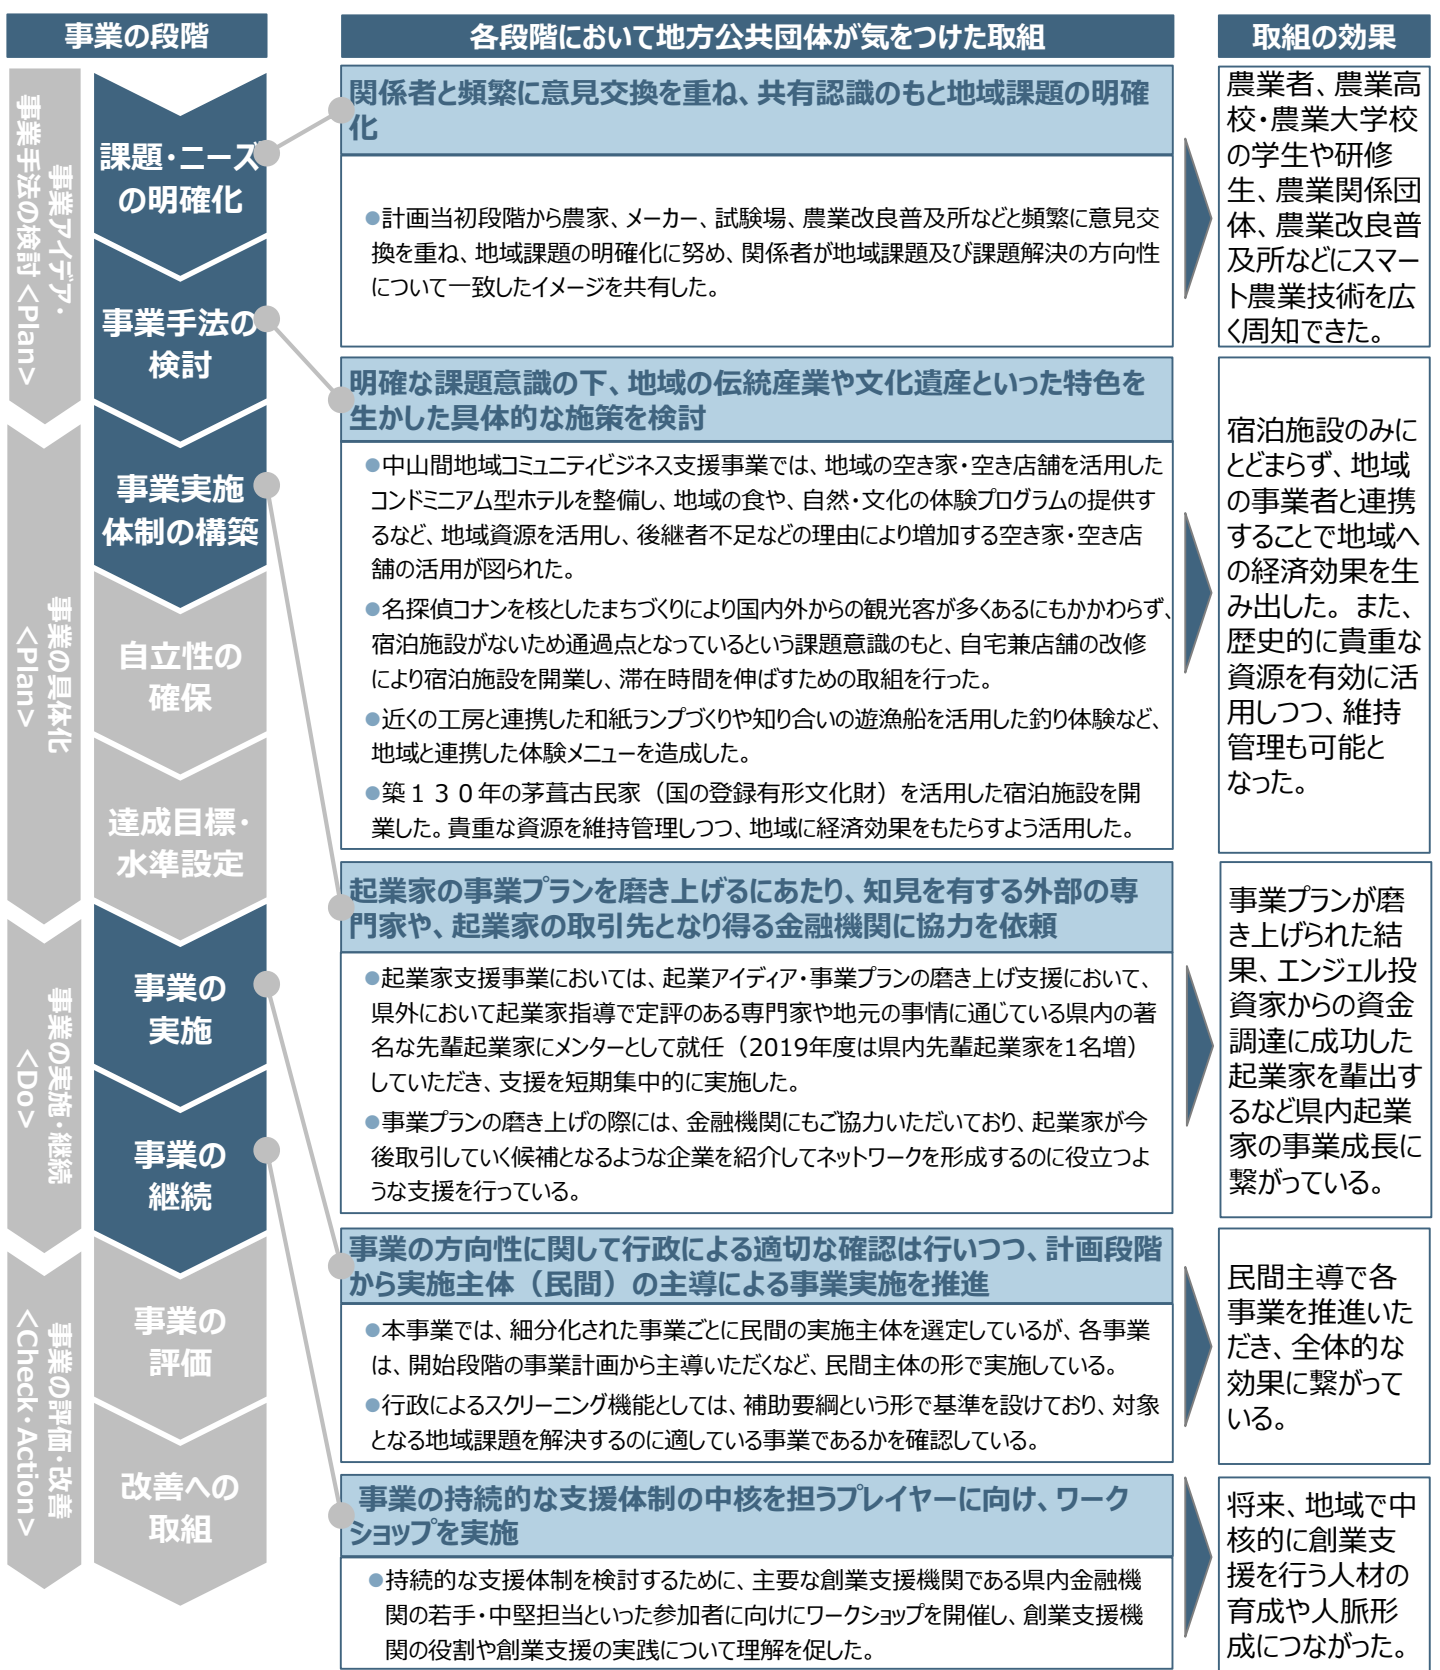 事業の段階
各段階において地方公共団体が気をつけた取組
取組の効果
事業アイデア・
事業手法の検討 <Plan>
事業の具体化
<Plan>
事業の実施・継続
<Do>
事業の評価・改善
<Check・Action>
課題・ニーズ
の明確化
事業手法の
検討
事業実施
体制の構築
自立性の
確保
達成目標・
水準設定
事業の
実施
事業の
継続
事業の
評価
改善への
取組
関係者と頻繁に意見交換を重ね、共有認識のもと地域課題の明確
化
●計画当初段階から農家、メーカー、試験場、農業改良普及所などと頻繁に意見交
換を重ね、地域課題の明確化に努め、関係者が地域課題及び課題解決の方向性
について一致したイメージを共有した。
農業者、農業高
校・農業大学校
の学生や研修
生、農業関係団
体、農業改良普
及所などにスマー
ト農業技術を広
く周知できた。
明確な課題意識の下、地域の伝統産業や文化遺産といった特色を
生かした具体的な施策を検討
●中山間地域コミュニティビジネス支援事業では、地域の空き家・空き店舗を活用した
コンドミニアム型ホテルを整備し、地域の食や、自然・文化の体験プログラムの提供す
るなど、地域資源を活用し、後継者不足などの理由により増加する空き家・空き店
舗の活用が図られた。
●名探偵コナンを核としたまちづくりにより国内外からの観光客が多くあるにもかかわらず、
宿泊施設がないため通過点となっているという課題意識のもと、自宅兼店舗の改修
により宿泊施設を開業し、滞在時間を伸ばすための取組を行った。
●近くの工房と連携した和紙ランプづくりや知り合いの遊漁船を活用した釣り体験など、
地域と連携した体験メニューを造成した。
●築130年の茅葺古民家(国の登録有形文化財)を活用した宿泊施設を開
業した。貴重な資源を維持管理しつつ、地域に経済効果をもたらすよう活用した。
宿泊施設のみに
とどまらず、地域
の事業者と連携
することで地域へ
の経済効果を生
み出した。また、
歴史的に貴重な
資源を有効に活
用しつつ、維持
管理も可能と
なった。
起業家の事業プランを磨き上げるにあたり、知見を有する外部の専
門家や、起業家の取引先となり得る金融機関に協力を依頼
●起業家支援事業においては、起業アイディア・事業プランの磨き上げ支援において、
県外において起業家指導で定評のある専門家や地元の事情に通じている県内の著
名な先輩起業家にメンターとして就任(2019年度は県内先輩起業家を1名増)
していただき、支援を短期集中的に実施した。
●事業プランの磨き上げの際には、金融機関にもご協力いただいており、起業家が今
後取引していく候補となるような企業を紹介してネットワークを形成するのに役立つよ
うな支援を行っている。
事業プランが磨
き上げられた結
果、エンジェル投
資家からの資金
調達に成功した
起業家を輩出す
るなど県内起業
家の事業成長に
繋がっている。
事業の方向性に関して行政による適切な確認は行いつつ、計画段階
から実施主体(民間)の主導による事業実施を推進
●本事業では、細分化された事業ごとに民間の実施主体を選定しているが、各事業
は、開始段階の事業計画から主導いただくなど、民間主体の形で実施している。
●行政によるスクリーニング機能としては、補助要綱という形で基準を設けており、対象
となる地域課題を解決するのに適している事業であるかを確認している。
民間主導で各
事業を推進いた
だき、全体的な
効果に繋がって
いる。
事業の持続的な支援体制の中核を担うプレイヤーに向け、ワーク
ショップを実施
●持続的な支援体制を検討するために、主要な創業支援機関である県内金融機
関の若手・中堅担当といった参加者に向けにワークショップを開催し、創業支援機
関の役割や創業支援の実践について理解を促した。
将来、地域で中
核的に創業支
援を行う人材の
育成や人脈形
成につながった。